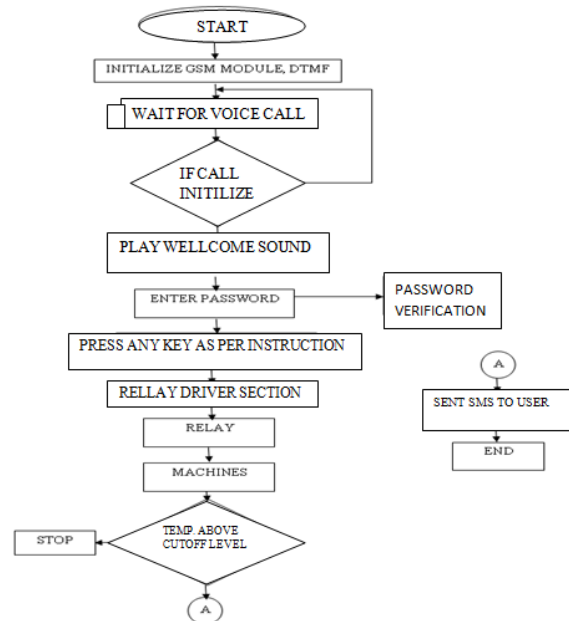 START
INITIALIZE GSM MODULE, DTMF
WAIT FOR VOICE CALL
IF CALL
INITILIZE
PLAY WELLCOME SOUND
ENTER PASSWORD
PASSWORD
VERIFICATION
PRESS ANY KEY AS PER INSTRUCTION
RELLAY DRIVER SECTION
RELAY
MACHINES
TEMP. ABOVE
CUTOFF LEVEL
STOP
A
A
SENT SMS TO USER
END